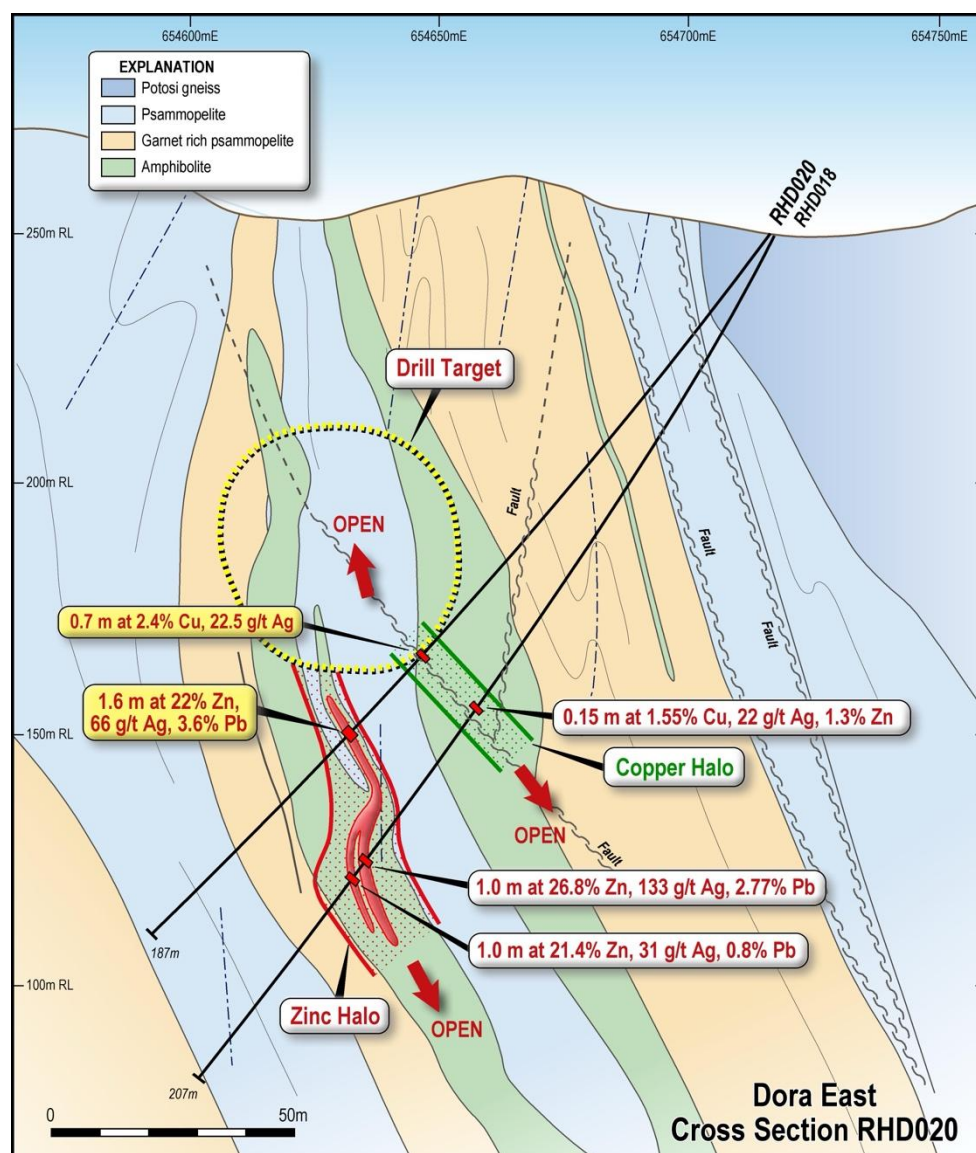 654600mE
654650mE
654700mE
654750mE
EXPLANATION
Potosi gneiss
Psammopelite
Garnet rich psammopelite
Amphibolite
RHD020
RHD018
250m RL
Drill Target
200m RL
OPEN
Fault
Fault
Fault
0.7 m at 2.4% Cu, 22.5 g/t Ag
1.6 m at 22% Zn,
66 g/t Ag, 3.6% Pb
0.15 m at 1.55% Cu, 22 g/t Ag, 1.3% Zn
150m RL
Copper Halo
OPEN
Fault
1.0 m at 26.8% Zn, 133 g/t Ag, 2.77% Pb
187m
1.0 m at 21.4% Zn, 31 g/t Ag, 0.8% Pb
100m RL
Zinc Halo
OPEN
207m
0
50m
Dora East
Cross Section RHD020